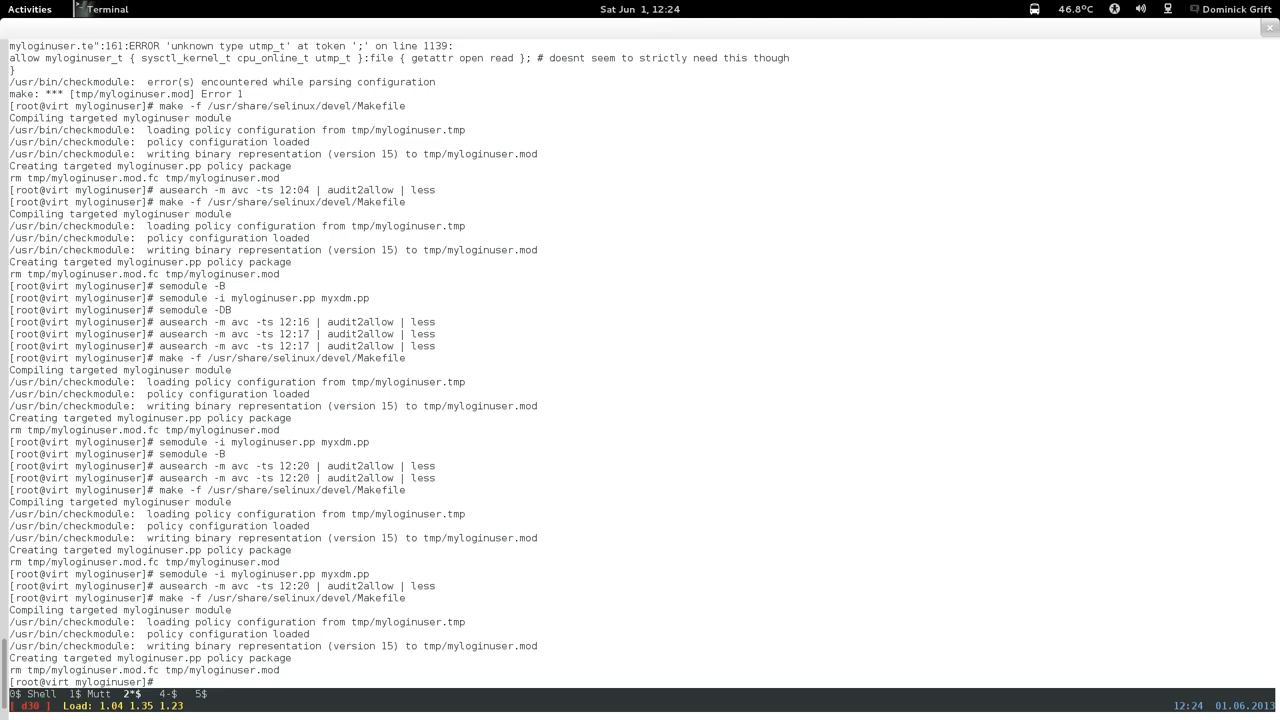 Activities Terminal Sat Jun 1, 12:24 46.8°C Dominick Grift
myloginuser.te":161:ERROR 'unknown type utmp_t' at token ';' on line 1139:
allow myloginuser_t { sysctl_kernel_t cpu_online_t utmp_t }:file { getattr open read }; # doesnt seem to strictly need this though
}
/usr/bin/checkmodule:  error(s) encountered while parsing configuration
make: *** [tmp/myloginuser.mod] Error 1
[root@virt myloginuser]# make -f /usr/share/selinux/devel/Makefile
Compiling targeted myloginuser module
/usr/bin/checkmodule:  loading policy configuration from tmp/myloginuser.tmp
/usr/bin/checkmodule:  policy configuration loaded
/usr/bin/checkmodule:  writing binary representation (version 15) to tmp/myloginuser.mod
Creating targeted myloginuser.pp policy package
rm tmp/myloginuser.mod.fc tmp/myloginuser.mod
[root@virt myloginuser]# ausearch -m avc -ts 12:04 | audit2allow | less
[root@virt myloginuser]# make -f /usr/share/selinux/devel/Makefile
Compiling targeted myloginuser module
/usr/bin/checkmodule:  loading policy configuration from tmp/myloginuser.tmp
/usr/bin/checkmodule:  policy configuration loaded
/usr/bin/checkmodule:  writing binary representation (version 15) to tmp/myloginuser.mod
Creating targeted myloginuser.pp policy package
rm tmp/myloginuser.mod.fc tmp/myloginuser.mod
[root@virt myloginuser]# semodule -B
[root@virt myloginuser]# semodule -i myloginuser.pp myxdm.pp
[root@virt myloginuser]# semodule -DB
[root@virt myloginuser]# ausearch -m avc -ts 12:16 | audit2allow | less
[root@virt myloginuser]# ausearch -m avc -ts 12:17 | audit2allow | less
[root@virt myloginuser]# ausearch -m avc -ts 12:17 | audit2allow | less
[root@virt myloginuser]# make -f /usr/share/selinux/devel/Makefile
Compiling targeted myloginuser module
/usr/bin/checkmodule:  loading policy configuration from tmp/myloginuser.tmp
/usr/bin/checkmodule:  policy configuration loaded
/usr/bin/checkmodule:  writing binary representation (version 15) to tmp/myloginuser.mod
Creating targeted myloginuser.pp policy package
rm tmp/myloginuser.mod.fc tmp/myloginuser.mod
[root@virt myloginuser]# semodule -i myloginuser.pp myxdm.pp
[root@virt myloginuser]# semodule -B
[root@virt myloginuser]# ausearch -m avc -ts 12:20 | audit2allow | less
[root@virt myloginuser]# ausearch -m avc -ts 12:20 | audit2allow | less
[root@virt myloginuser]# make -f /usr/share/selinux/devel/Makefile
Compiling targeted myloginuser module
/usr/bin/checkmodule:  loading policy configuration from tmp/myloginuser.tmp
/usr/bin/checkmodule:  policy configuration loaded
/usr/bin/checkmodule:  writing binary representation (version 15) to tmp/myloginuser.mod
Creating targeted myloginuser.pp policy package
rm tmp/myloginuser.mod.fc tmp/myloginuser.mod
[root@virt myloginuser]# semodule -i myloginuser.pp myxdm.pp
[root@virt myloginuser]# ausearch -m avc -ts 12:20 | audit2allow | less
[root@virt myloginuser]# make -f /usr/share/selinux/devel/Makefile
Compiling targeted myloginuser module
/usr/bin/checkmodule:  loading policy configuration from tmp/myloginuser.tmp
/usr/bin/checkmodule:  policy configuration loaded
/usr/bin/checkmodule:  writing binary representation (version 15) to tmp/myloginuser.mod
Creating targeted myloginuser.pp policy package
rm tmp/myloginuser.mod.fc tmp/myloginuser.mod
[root@virt myloginuser]#
0$ Shell  1$ Mutt  2*$   4-$   5$
[ d30 ]  Load: 1.04 1.35 1.23 12:24  01.06.2013